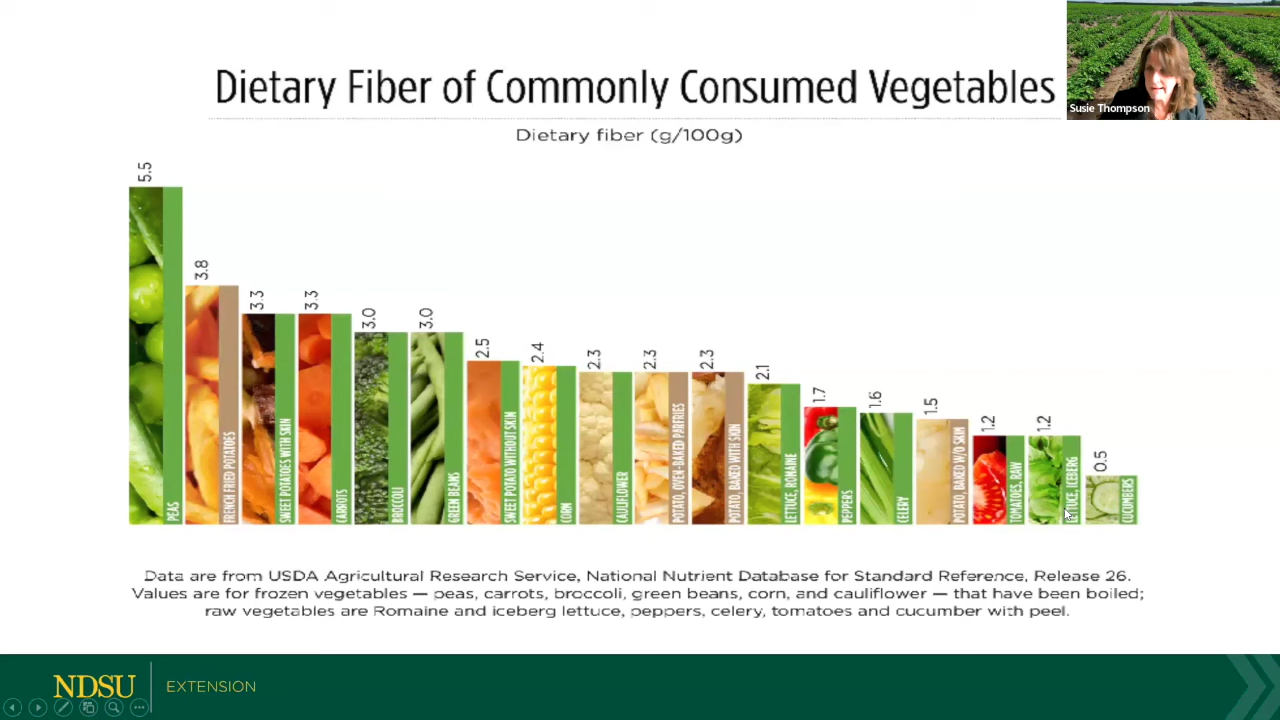 Dietary Fiber of Commonly Consumed Vegetables
Susie Thompson
Dietary fiber (g/100g)
5.5
3.8
3.3
3.3
3.0
3.0
2.5
2.4
2.3
2.3
2.3
2.1
1.7
1.6
1.5
1.2
1.2
0.5
PEAS
FRENCH FRIED POTATOES
SWEET POTATOES WITH SKIN
CARROTS
BROCCOLI
GREEN BEANS
SWEET POTATO WITHOUT SKIN
CORN
CAULIFLOWER
POTATO, OVEN-BAKED PARFRIES
POTATO, BAKED WITH SKIN
LETTUCE, ROMAINE
PEPPERS
CELERY
POTATO, BAKED W/O SKIN
TOMATOES, RAW
LETTUCE, ICEBERG
CUCUMBERS
Data are from USDA Agricultural Research Service, National Nutrient Database for Standard Reference, Release 26.
Values are for frozen vegetables — peas, carrots, broccoli, green beans, corn, and cauliflower — that have been boiled;
raw vegetables are Romaine and iceberg lettuce, peppers, celery, tomatoes and cucumber with peel.
NDSU EXTENSION